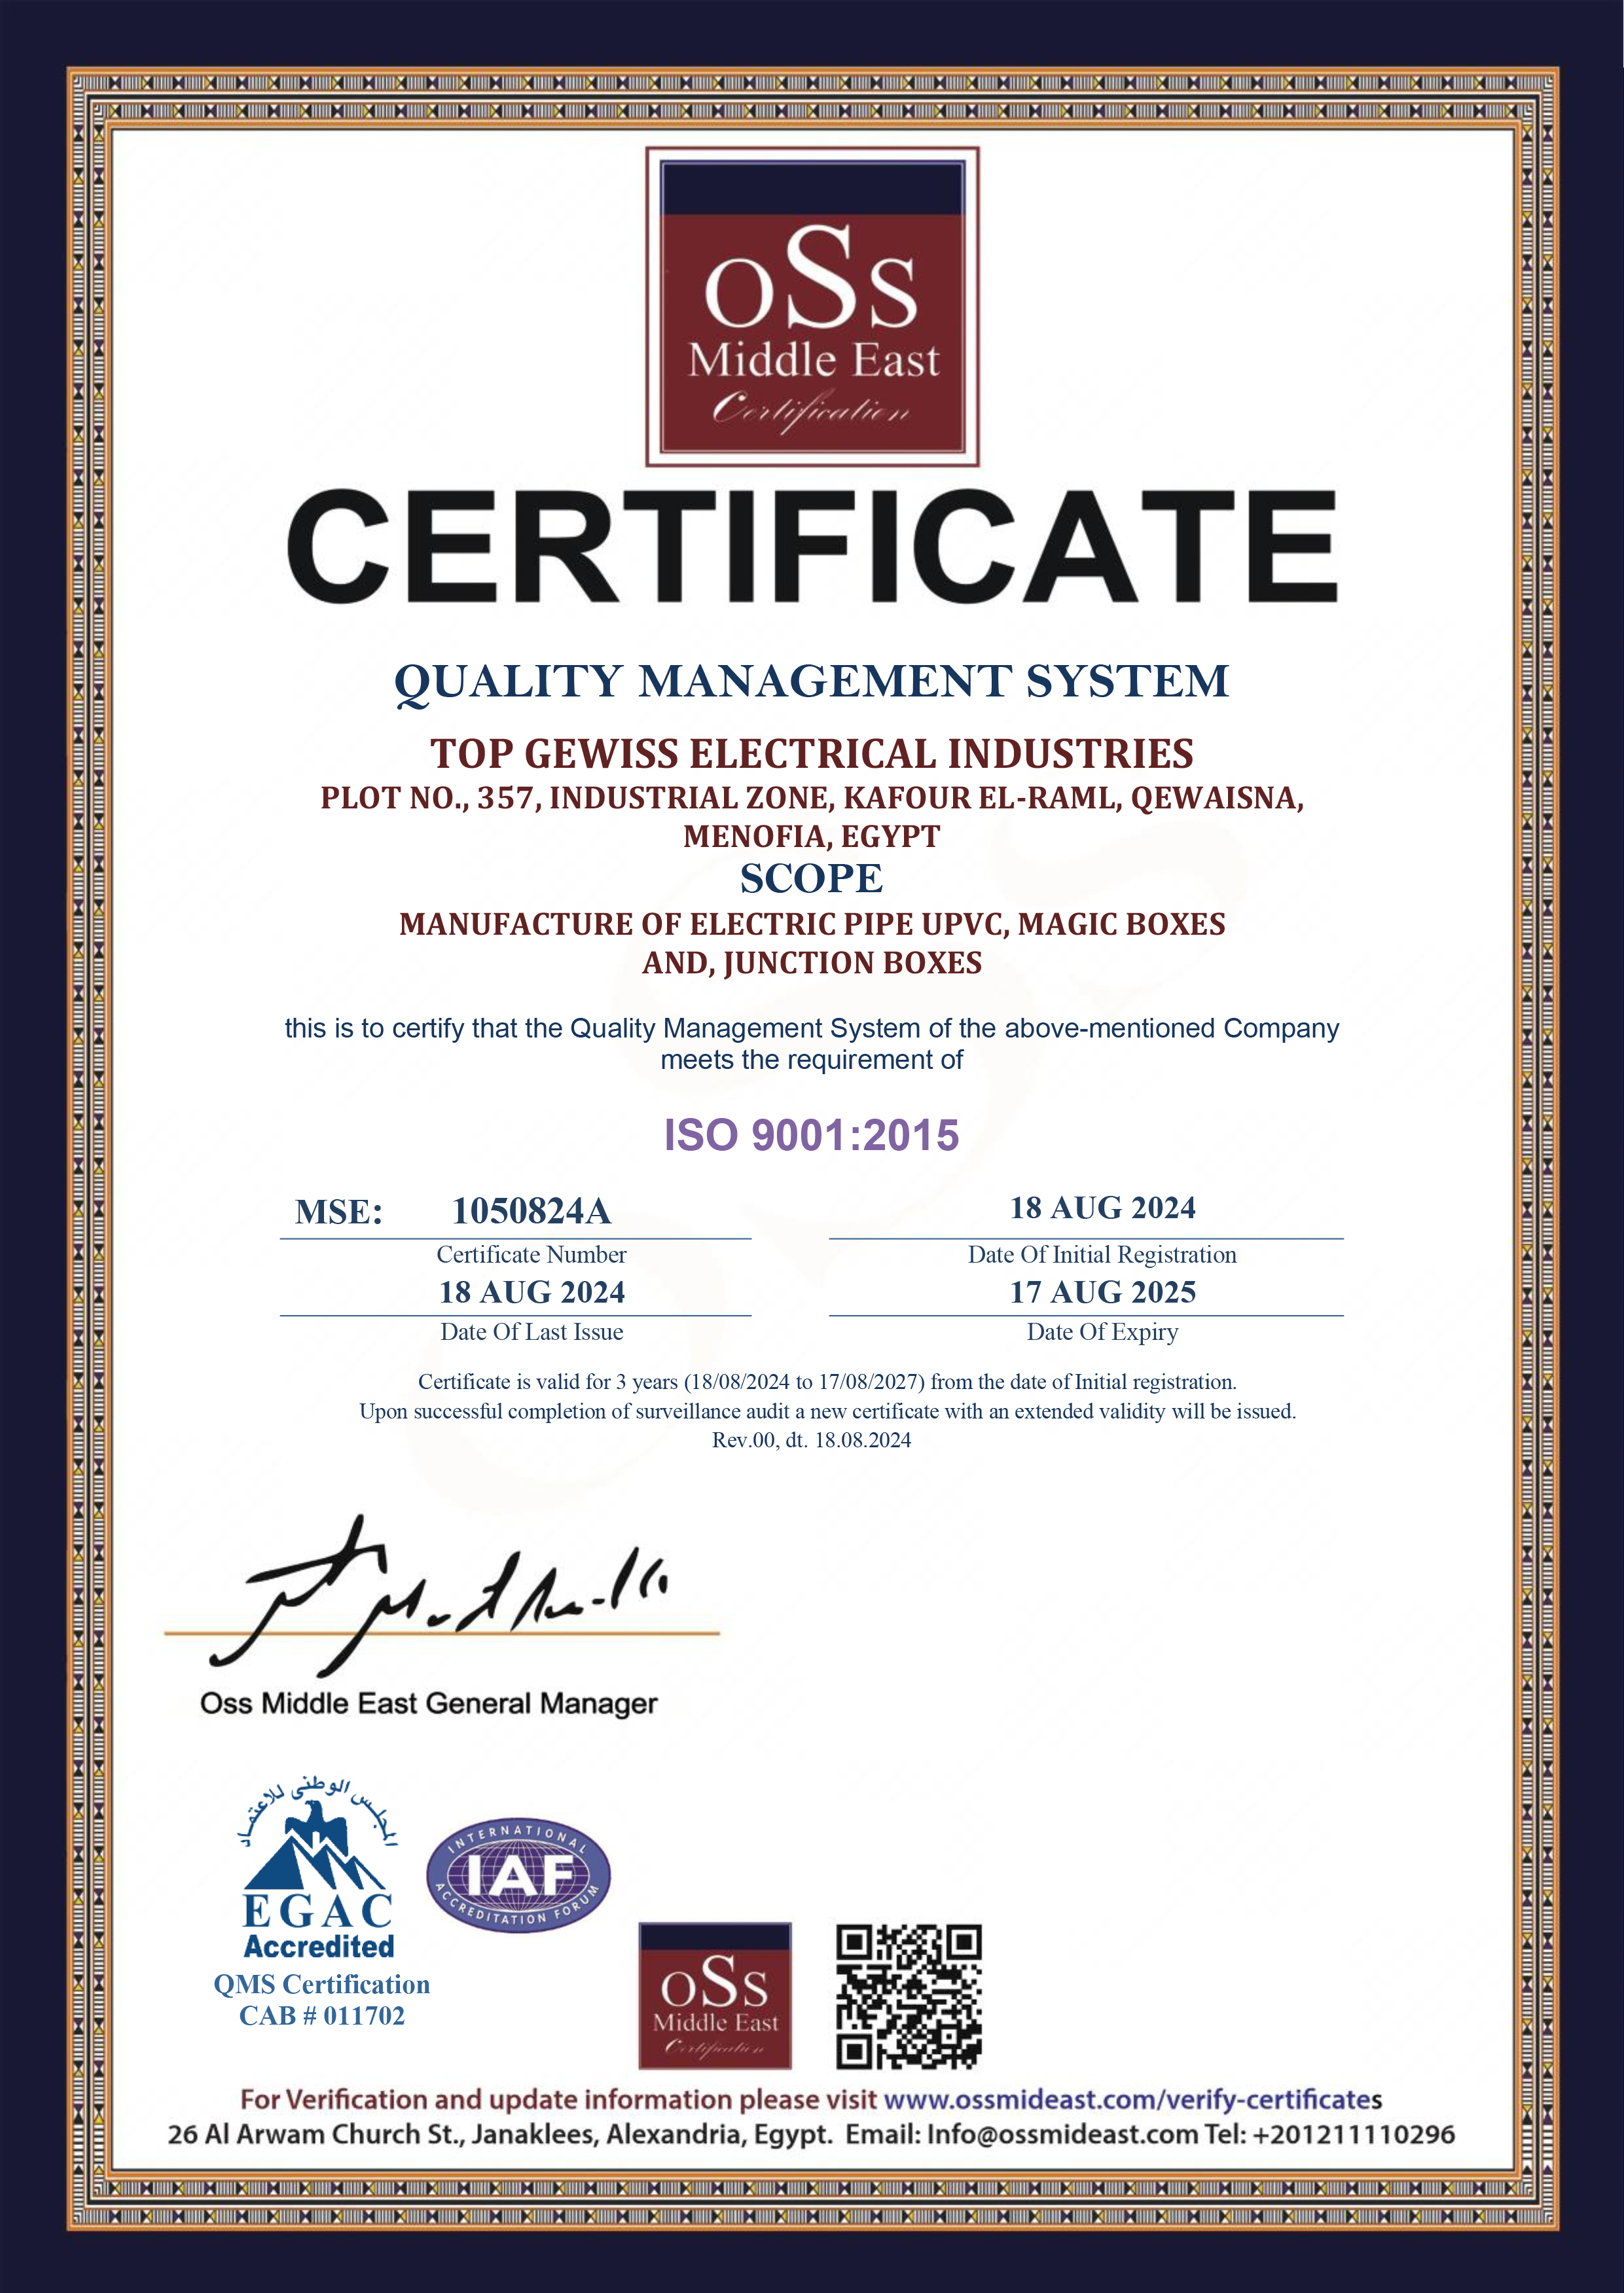 oSs
Middle East
Certification
CERTIFICATE
QUALITY MANAGEMENT SYSTEM
TOP GEWISS ELECTRICAL INDUSTRIES
PLOT NO., 357, INDUSTRIAL ZONE, KAFOUR EL-RAML, QEWAISNA,
MENOFIA, EGYPT
SCOPE
MANUFACTURE OF ELECTRIC PIPE UPVC, MAGIC BOXES
AND, JUNCTION BOXES
this is to certify that the Quality Management System of the above-mentioned Company
meets the requirement of
ISO 9001:2015
MSE: 1050824A
Certificate Number
18 AUG 2024
Date Of Initial Registration
18 AUG 2024
Date Of Last Issue
17 AUG 2025
Date Of Expiry
Certificate is valid for 3 years (18/08/2024 to 17/08/2027) from the date of Initial registration.
Upon successful completion of surveillance audit a new certificate with an extended validity will be issued.
Rev.00, dt. 18.08.2024
Oss Middle East General Manager
المجلس الوطنى للاعتماد
EGAC
Accredited
QMS Certification
CAB # 011702
INTERNATIONAL
IAF
ACCREDITATION FORUM
oSs
Middle East
Certification
For Verification and update information please visit www.ossmideast.com/verify-certificates
26 Al Arwam Church St., Janaklees, Alexandria, Egypt. Email: Info@ossmideast.com Tel: +201211110296